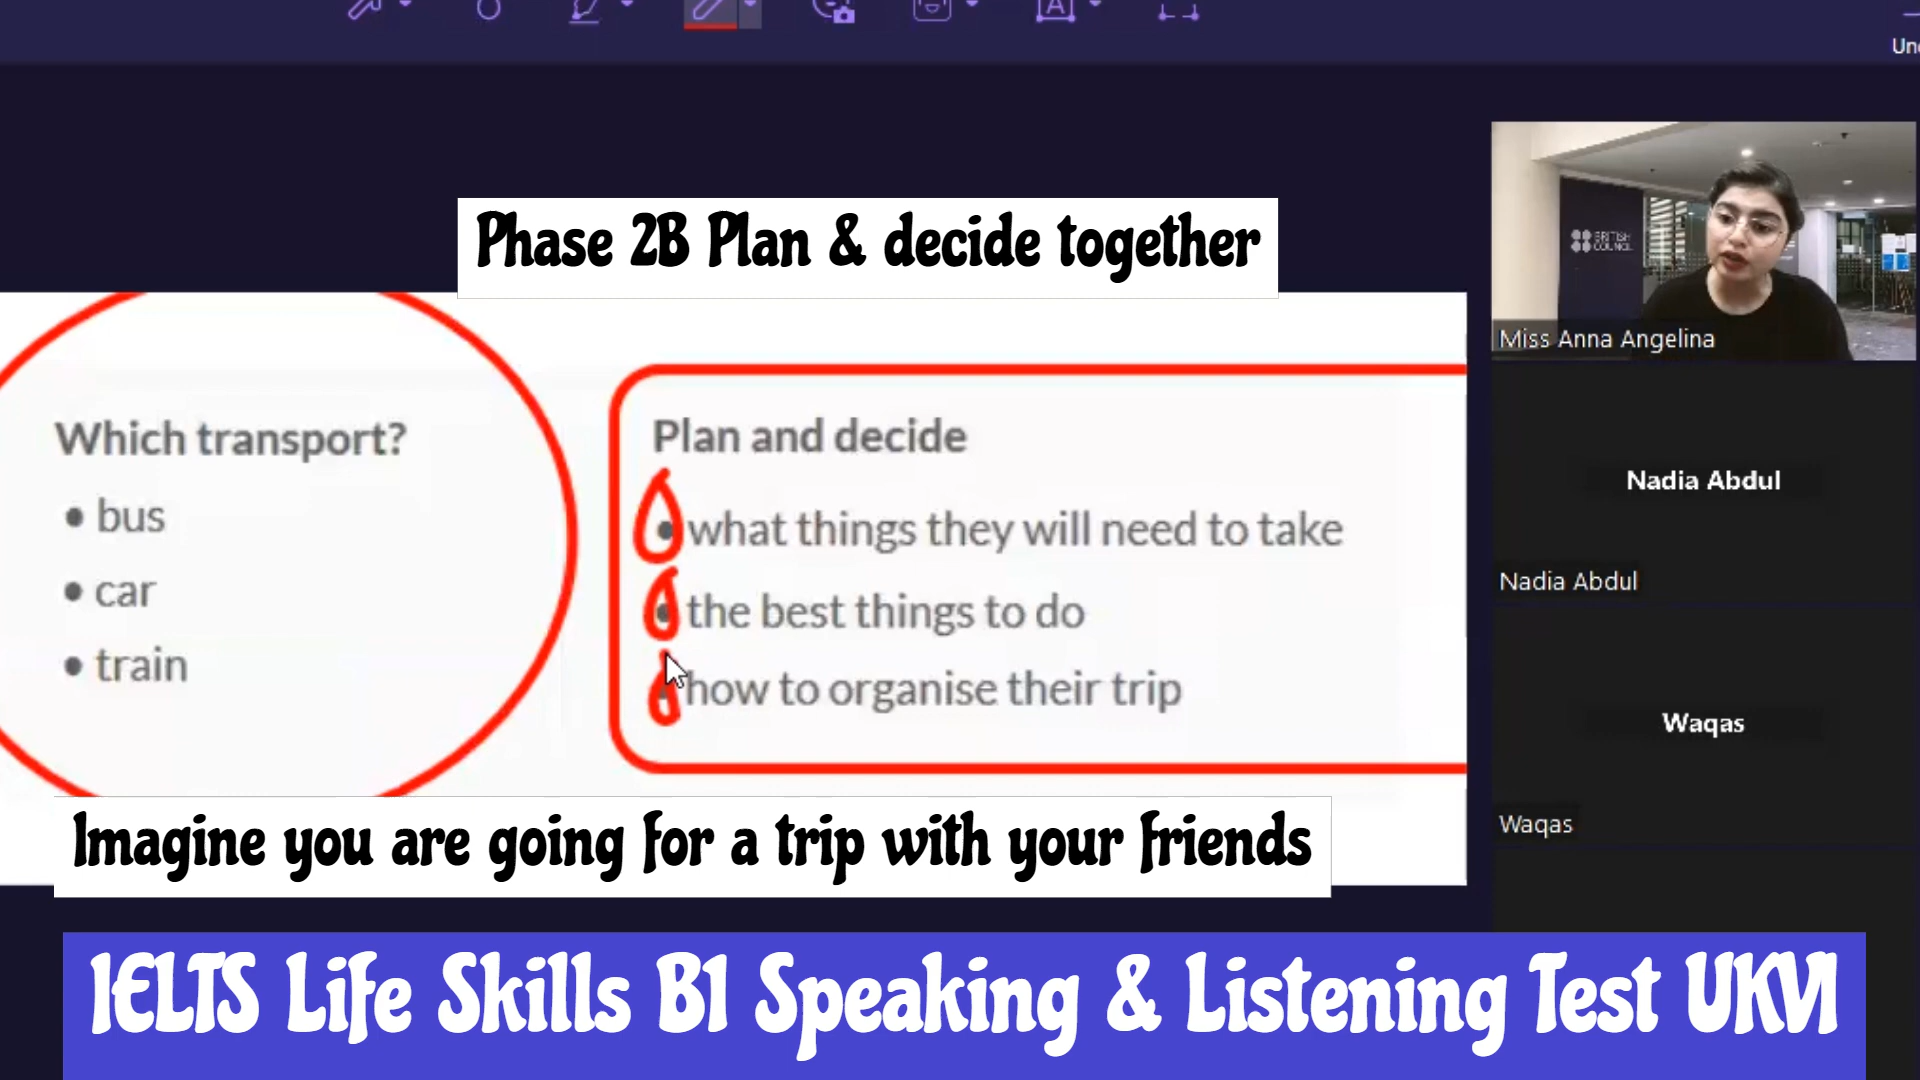 Phase 2B Plan & decide together
Which transport?
• bus
• car
• train
Plan and decide
• what things they will need to take
• the best things to do
how to organise their trip
Imagine you are going for a trip with your friends
IELTS Life Skills B1 Speaking & Listening Test UKVI
BRITISH
COUNCIL
Miss Anna Angelina
Nadia Abdul
Nadia Abdul
Waqas
Waqas